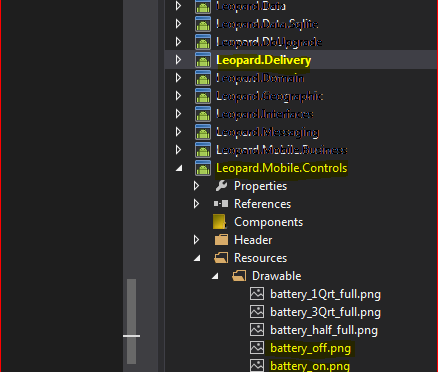 Leopard.Data
Leopard.Data.Sqlite
Leopard.DbUpgrade
Leopard.Delivery
Leopard.Domain
Leopard.Geographic
Leopard.Interfaces
Leopard.Messaging
Leopard.Mobile.Business
Leopard.Mobile.Controls
Properties
References
Components
Header
Resources
Drawable
battery_1Qrt_full.png
battery_3Qrt_full.png
battery_half_full.png
battery_off.png
battery_on.png